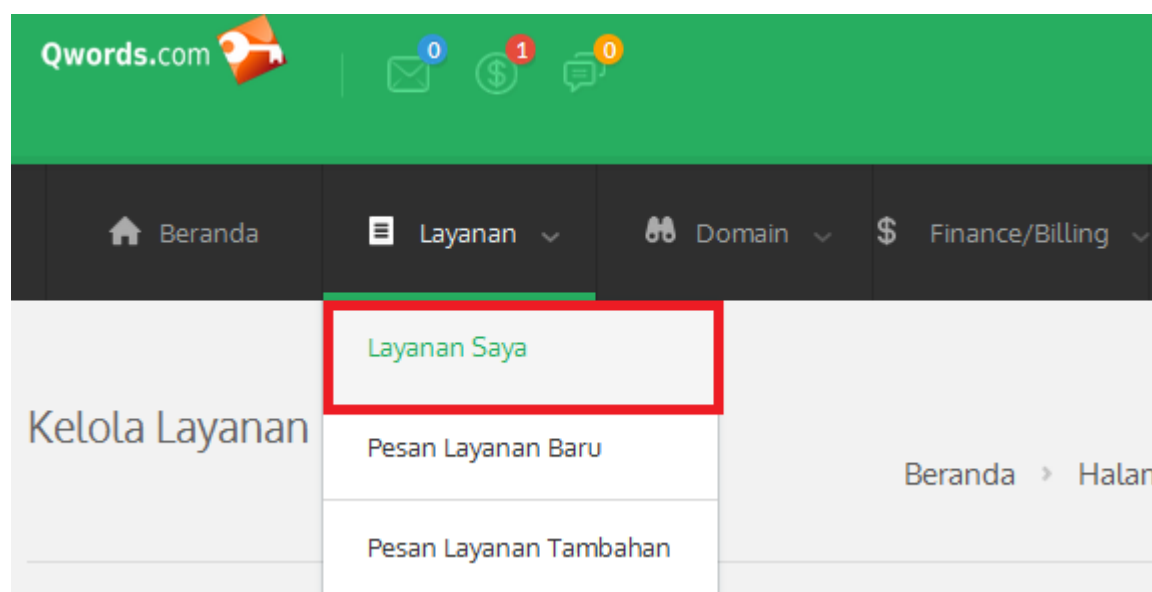 Qwords.com
0 1 0
Beranda Layanan Domain $ Finance/Billing
Layanan Saya
Kelola Layanan
Pesan Layanan Baru
Beranda > Halam
Pesan Layanan Tambahan